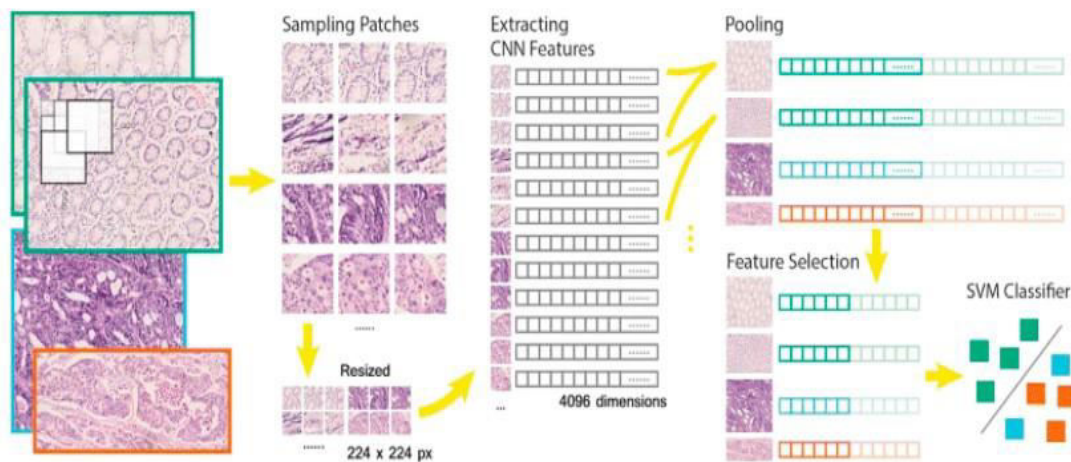 Sampling Patches
......
Resized
......
224 x 224 px
Extracting
CNN Features
......
......
......
......
......
......
......
......
......
......
......
......
...
4096 dimensions
Pooling
...... ......
...... ......
...... ......
...... ......
Feature Selection
SVM Classifier